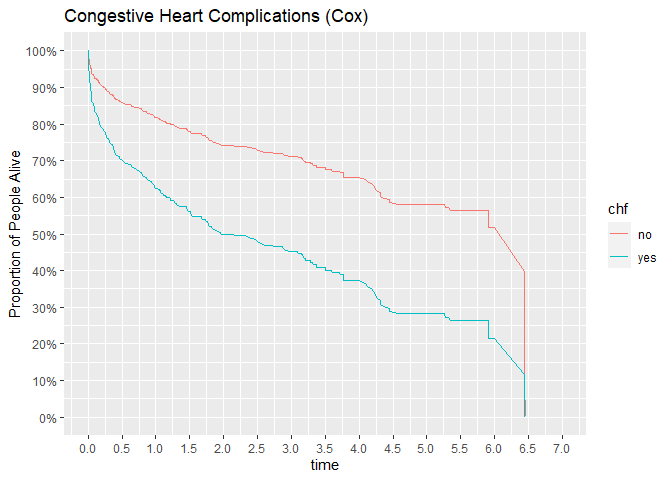 Congestive Heart Complications (Cox)
100%
90%
80%
70%
60%
50%
40%
30%
20%
10%
0%
Proportion of People Alive
0.0 0.5 1.0 1.5 2.0 2.5 3.0 3.5 4.0 4.5 5.0 5.5 6.0 6.5 7.0
time
chf
no
yes